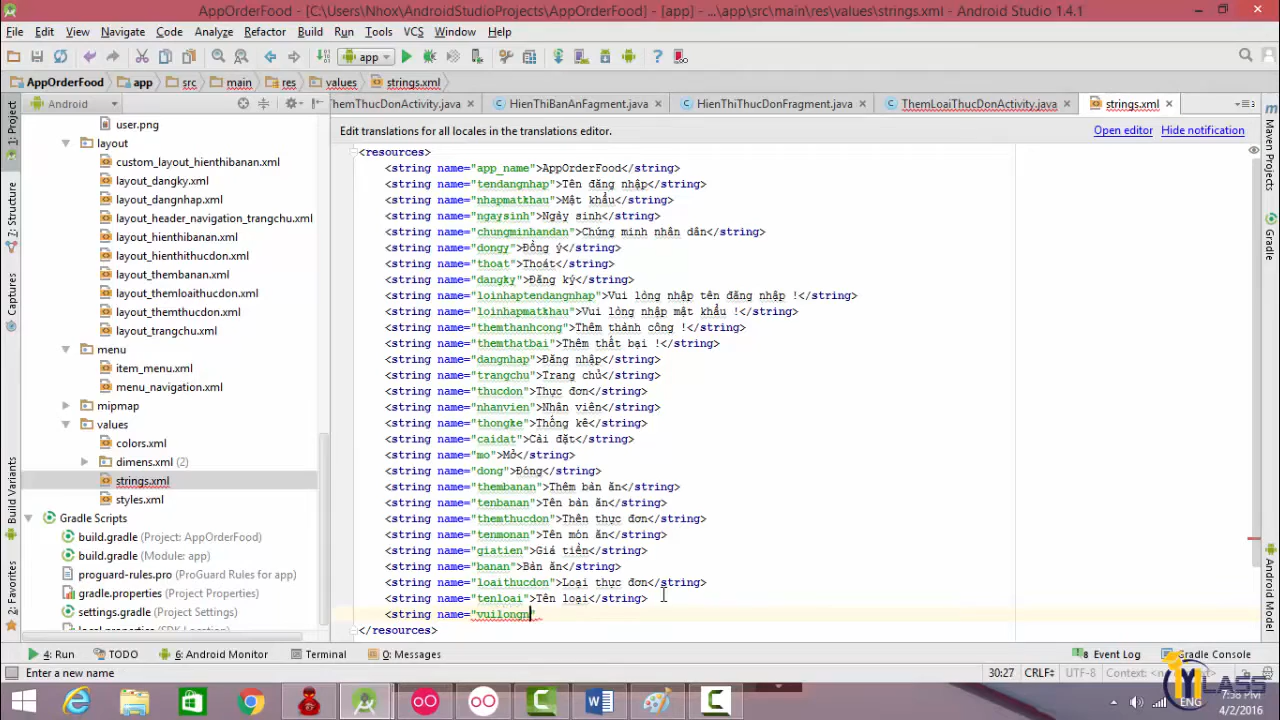 AppOrderFood - [C:\Users\Nhox\AndroidStudioProjects\AppOrderFood] - [app] - ...\app\src\main\res\values\strings.xml - Android Studio 1.4.1
File Edit View Navigate Code Analyze Refactor Build Run Tools VCS Window Help
app
AppOrderFood app src main res values strings.xml
Android
hemThucDonActivity.java HienThiBanAnFagment.java HienThiThucDonFragment.java ThemLoaiThucDonActivity.java strings.xml
Edit translations for all locales in the translations editor. Open editor Hide notification
1: Project
7: Structure
Captures
Build Variants
2: Favorites
user.png
layout
custom_layout_hienthibanan.xml
layout_dangky.xml
layout_dangnhap.xml
layout_header_navigation_trangchu.xml
layout_hienthibanan.xml
layout_hienthithucdon.xml
layout_thembanan.xml
layout_themloaithucdon.xml
layout_themthucdon.xml
layout_trangchu.xml
menu
item_menu.xml
menu_navigation.xml
mipmap
values
colors.xml
dimens.xml (2)
strings.xml
styles.xml
Gradle Scripts
build.gradle (Project: AppOrderFood)
build.gradle (Module: app)
proguard-rules.pro (ProGuard Rules for app)
gradle.properties (Project Properties)
settings.gradle (Project Settings)
local.properties (SDK Location)
<resources>
<string name="app_name">AppOrderFood</string>
<string name="tendangnhap">Tên đăng nhập</string>
<string name="nhapmatkhau">Mật khẩu</string>
<string name="ngaysinh">Ngày sinh</string>
<string name="chungminhandan">Chứng minh nhân dân</string>
<string name="dongy">Đồng ý</string>
<string name="thoat">Thoát</string>
<string name="dangky">Đăng ký</string>
<string name="loinhaptendangnhap">Vui lòng nhập tên đăng nhập !</string>
<string name="loinhapmatkhau">Vui lòng nhập mật khẩu !</string>
<string name="themthanhcong">Thêm thành công !</string>
<string name="themthatbai">Thêm thất bại !</string>
<string name="dangnhap">Đăng nhập</string>
<string name="trangchu">Trang chủ</string>
<string name="thucdon">Thực đơn</string>
<string name="nhanvien">Nhân viên</string>
<string name="thongke">Thống kê</string>
<string name="caidat">Cài đặt</string>
<string name="mo">Mở</string>
<string name="dong">Đóng</string>
<string name="thembanan">Thêm bàn ăn</string>
<string name="tenbanan">Tên bàn ăn</string>
<string name="themthucdon">Thên thực đơn</string>
<string name="tenmonan">Tên món ăn</string>
<string name="giatien">Giá tiền</string>
<string name="banan">Bàn ăn</string>
<string name="loaithucdon">Loại thực đơn</string>
<string name="tenloai">Tên loại</string>
<string name="vuilongn"
</resources>
Maven Projects
Gradle
Android Model
4: Run TODO 6: Android Monitor Terminal 0: Messages 8 Event Log Gradle Console
Enter a new name 30:27 CRLF UTF-8
ENG 7:58 PM
4/2/2016